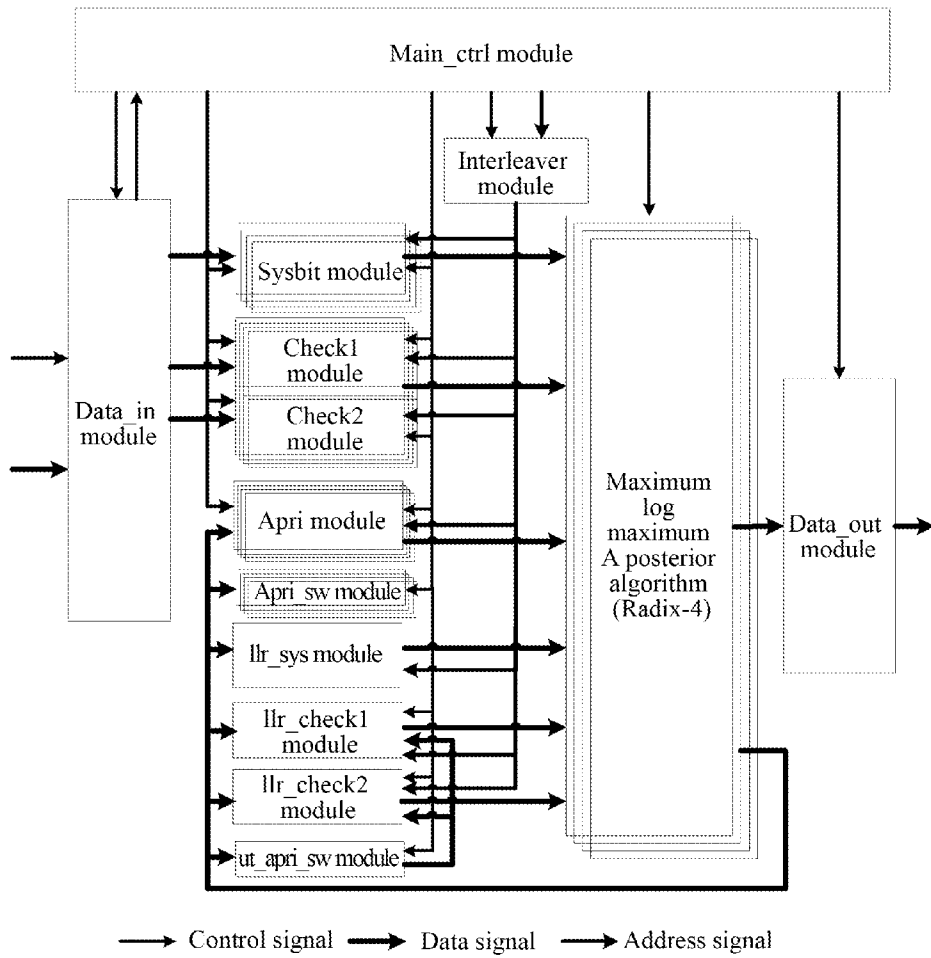 Main_ctrl module
Interleaver
module
Sysbit module
Check1
module
Check2
module
Data_in
module
Apri module
Apri_sw module
llr_sys module
llr_check1
module
llr_check2
module
ut_apri_sw module
Maximum
log
maximum
A posterior
algorithm
(Radix-4)
Data_out
module
Control signal
Data signal
Address signal